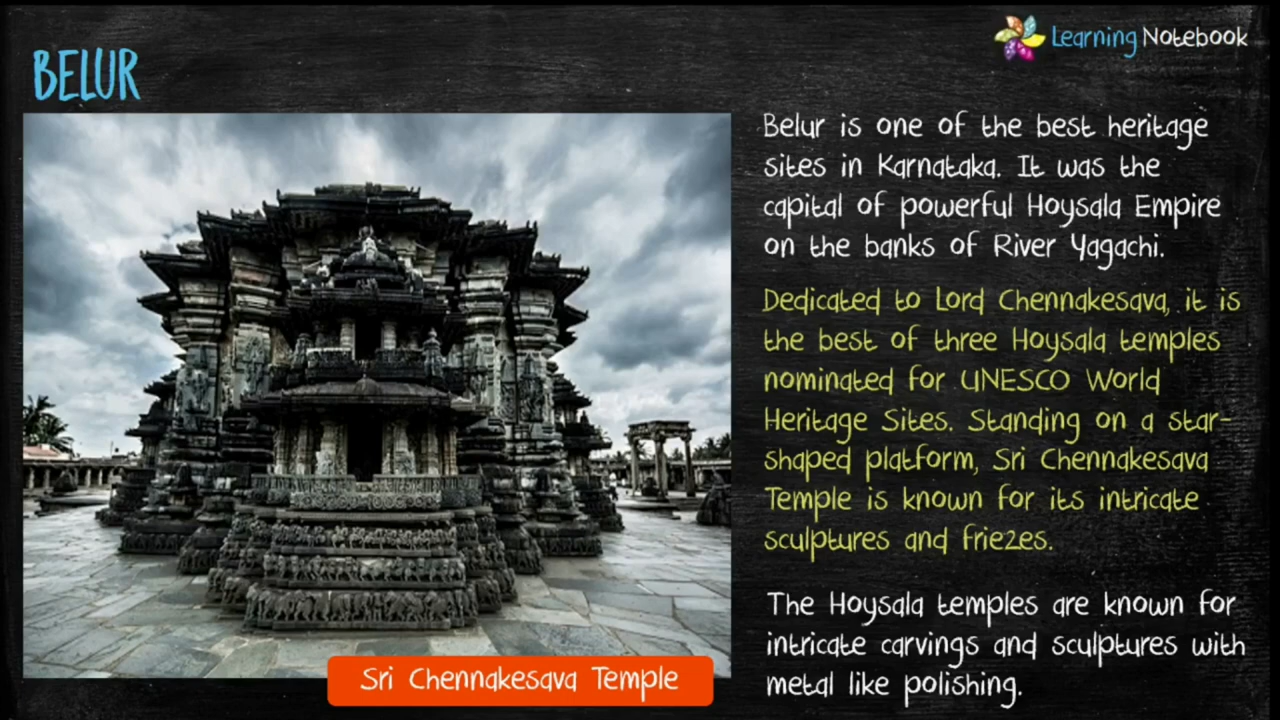 Learning Notebook
BELUR
Belur is one of the best heritage
sites in Karnataka. It was the
capital of powerful Hoysala Empire
on the banks of River Yagachi.
Dedicated to Lord Chennakesava, it is
the best of three Hoysala temples
nominated for UNESCO World
Heritage Sites. Standing on a star-
shaped platform, Sri Chennakesava
Temple is known for its intricate
sculptures and friezes.
The Hoysala temples are known for
intricate carvings and sculptures with
metal like polishing.
Sri Chennakesava Temple